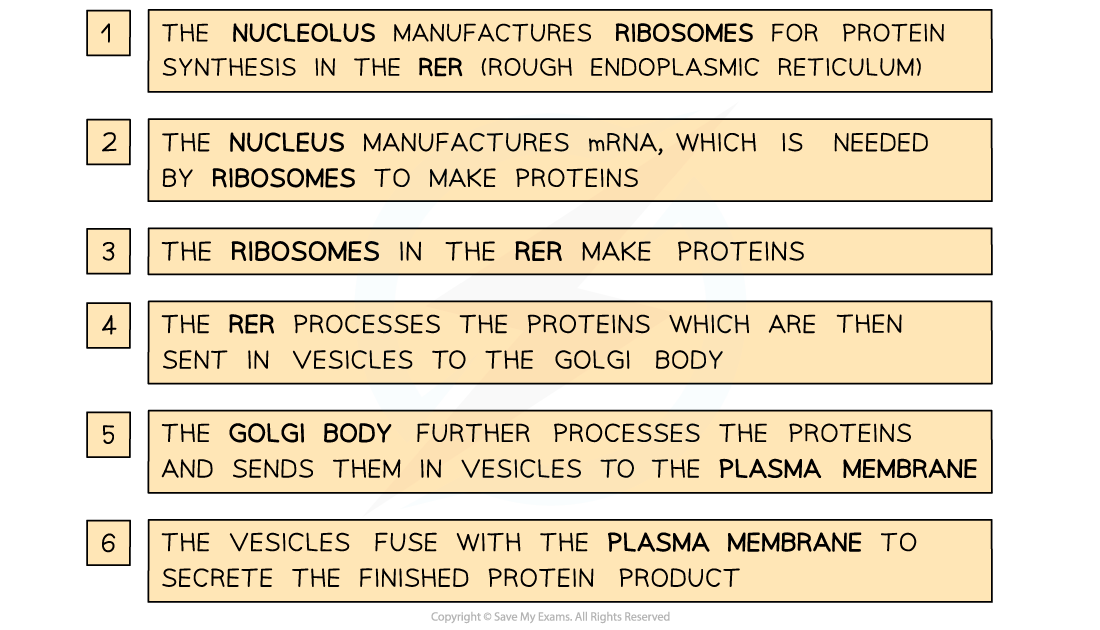 1
THE NUCLEOLUS MANUFACTURES RIBOSOMES FOR PROTEIN
SYNTHESIS IN THE RER (ROUGH ENDOPLASMIC RETICULUM)
2
THE NUCLEUS MANUFACTURES mRNA, WHICH IS NEEDED
BY RIBOSOMES TO MAKE PROTEINS
3
THE RIBOSOMES IN THE RER MAKE PROTEINS
4
THE RER PROCESSES THE PROTEINS WHICH ARE THEN
SENT IN VESICLES TO THE GOLGI BODY
5
THE GOLGI BODY FURTHER PROCESSES THE PROTEINS
AND SENDS THEM IN VESICLES TO THE PLASMA MEMBRANE
6
THE VESICLES FUSE WITH THE PLASMA MEMBRANE TO
SECRETE THE FINISHED PROTEIN PRODUCT
Copyright © Save My Exams. All Rights Reserved